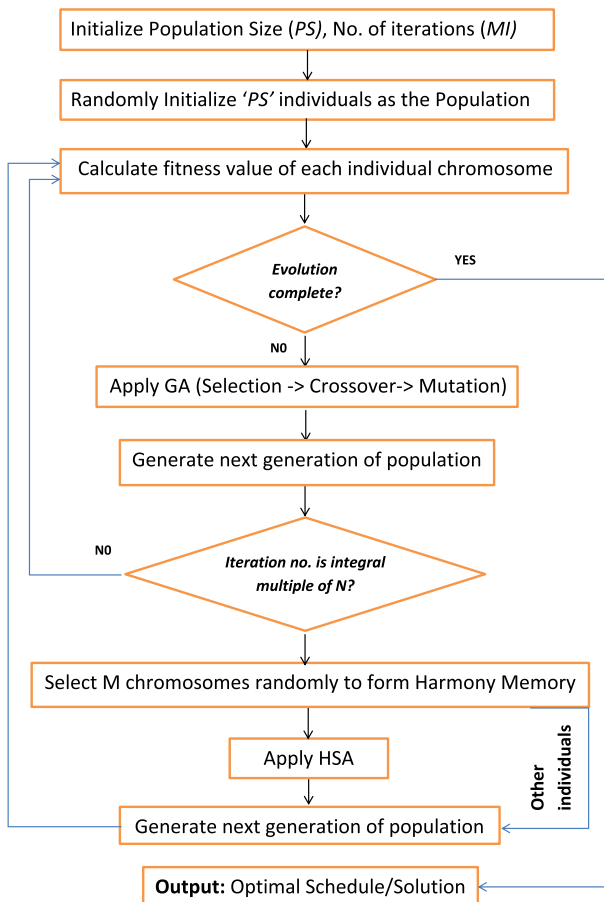 Initialize Population Size (PS), No. of iterations (MI)
Randomly Initialize ‘PS’ individuals as the Population
Calculate fitness value of each individual chromosome
Evolution
complete?
YES
N0
Apply GA (Selection -> Crossover-> Mutation)
Generate next generation of population
N0
Iteration no. is integral
multiple of N?
Select M chromosomes randomly to form Harmony Memory
Apply HSA
Other
individuals
Generate next generation of population
Output: Optimal Schedule/Solution